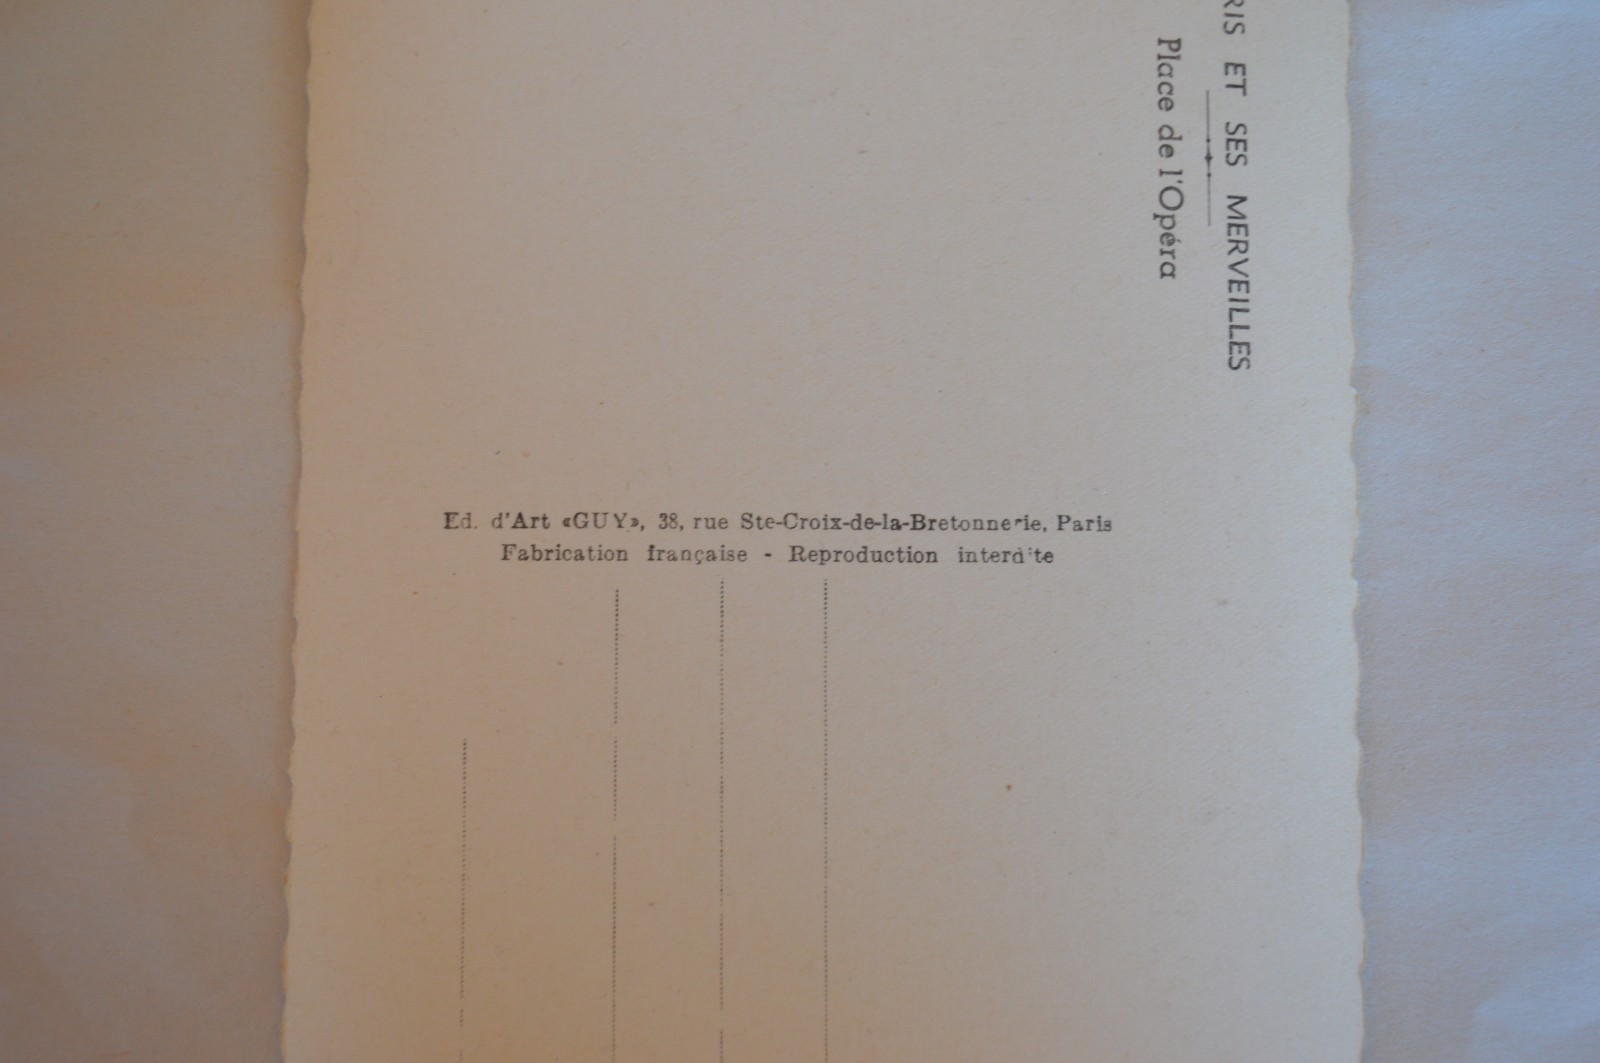 RIS ET SES MERVEILLES
Place de l'Opéra
Ed. d'Art «GUY», 38, rue Ste-Croix-de-la-Bretonnerie, Paris
Fabrication française - Reproduction interdite